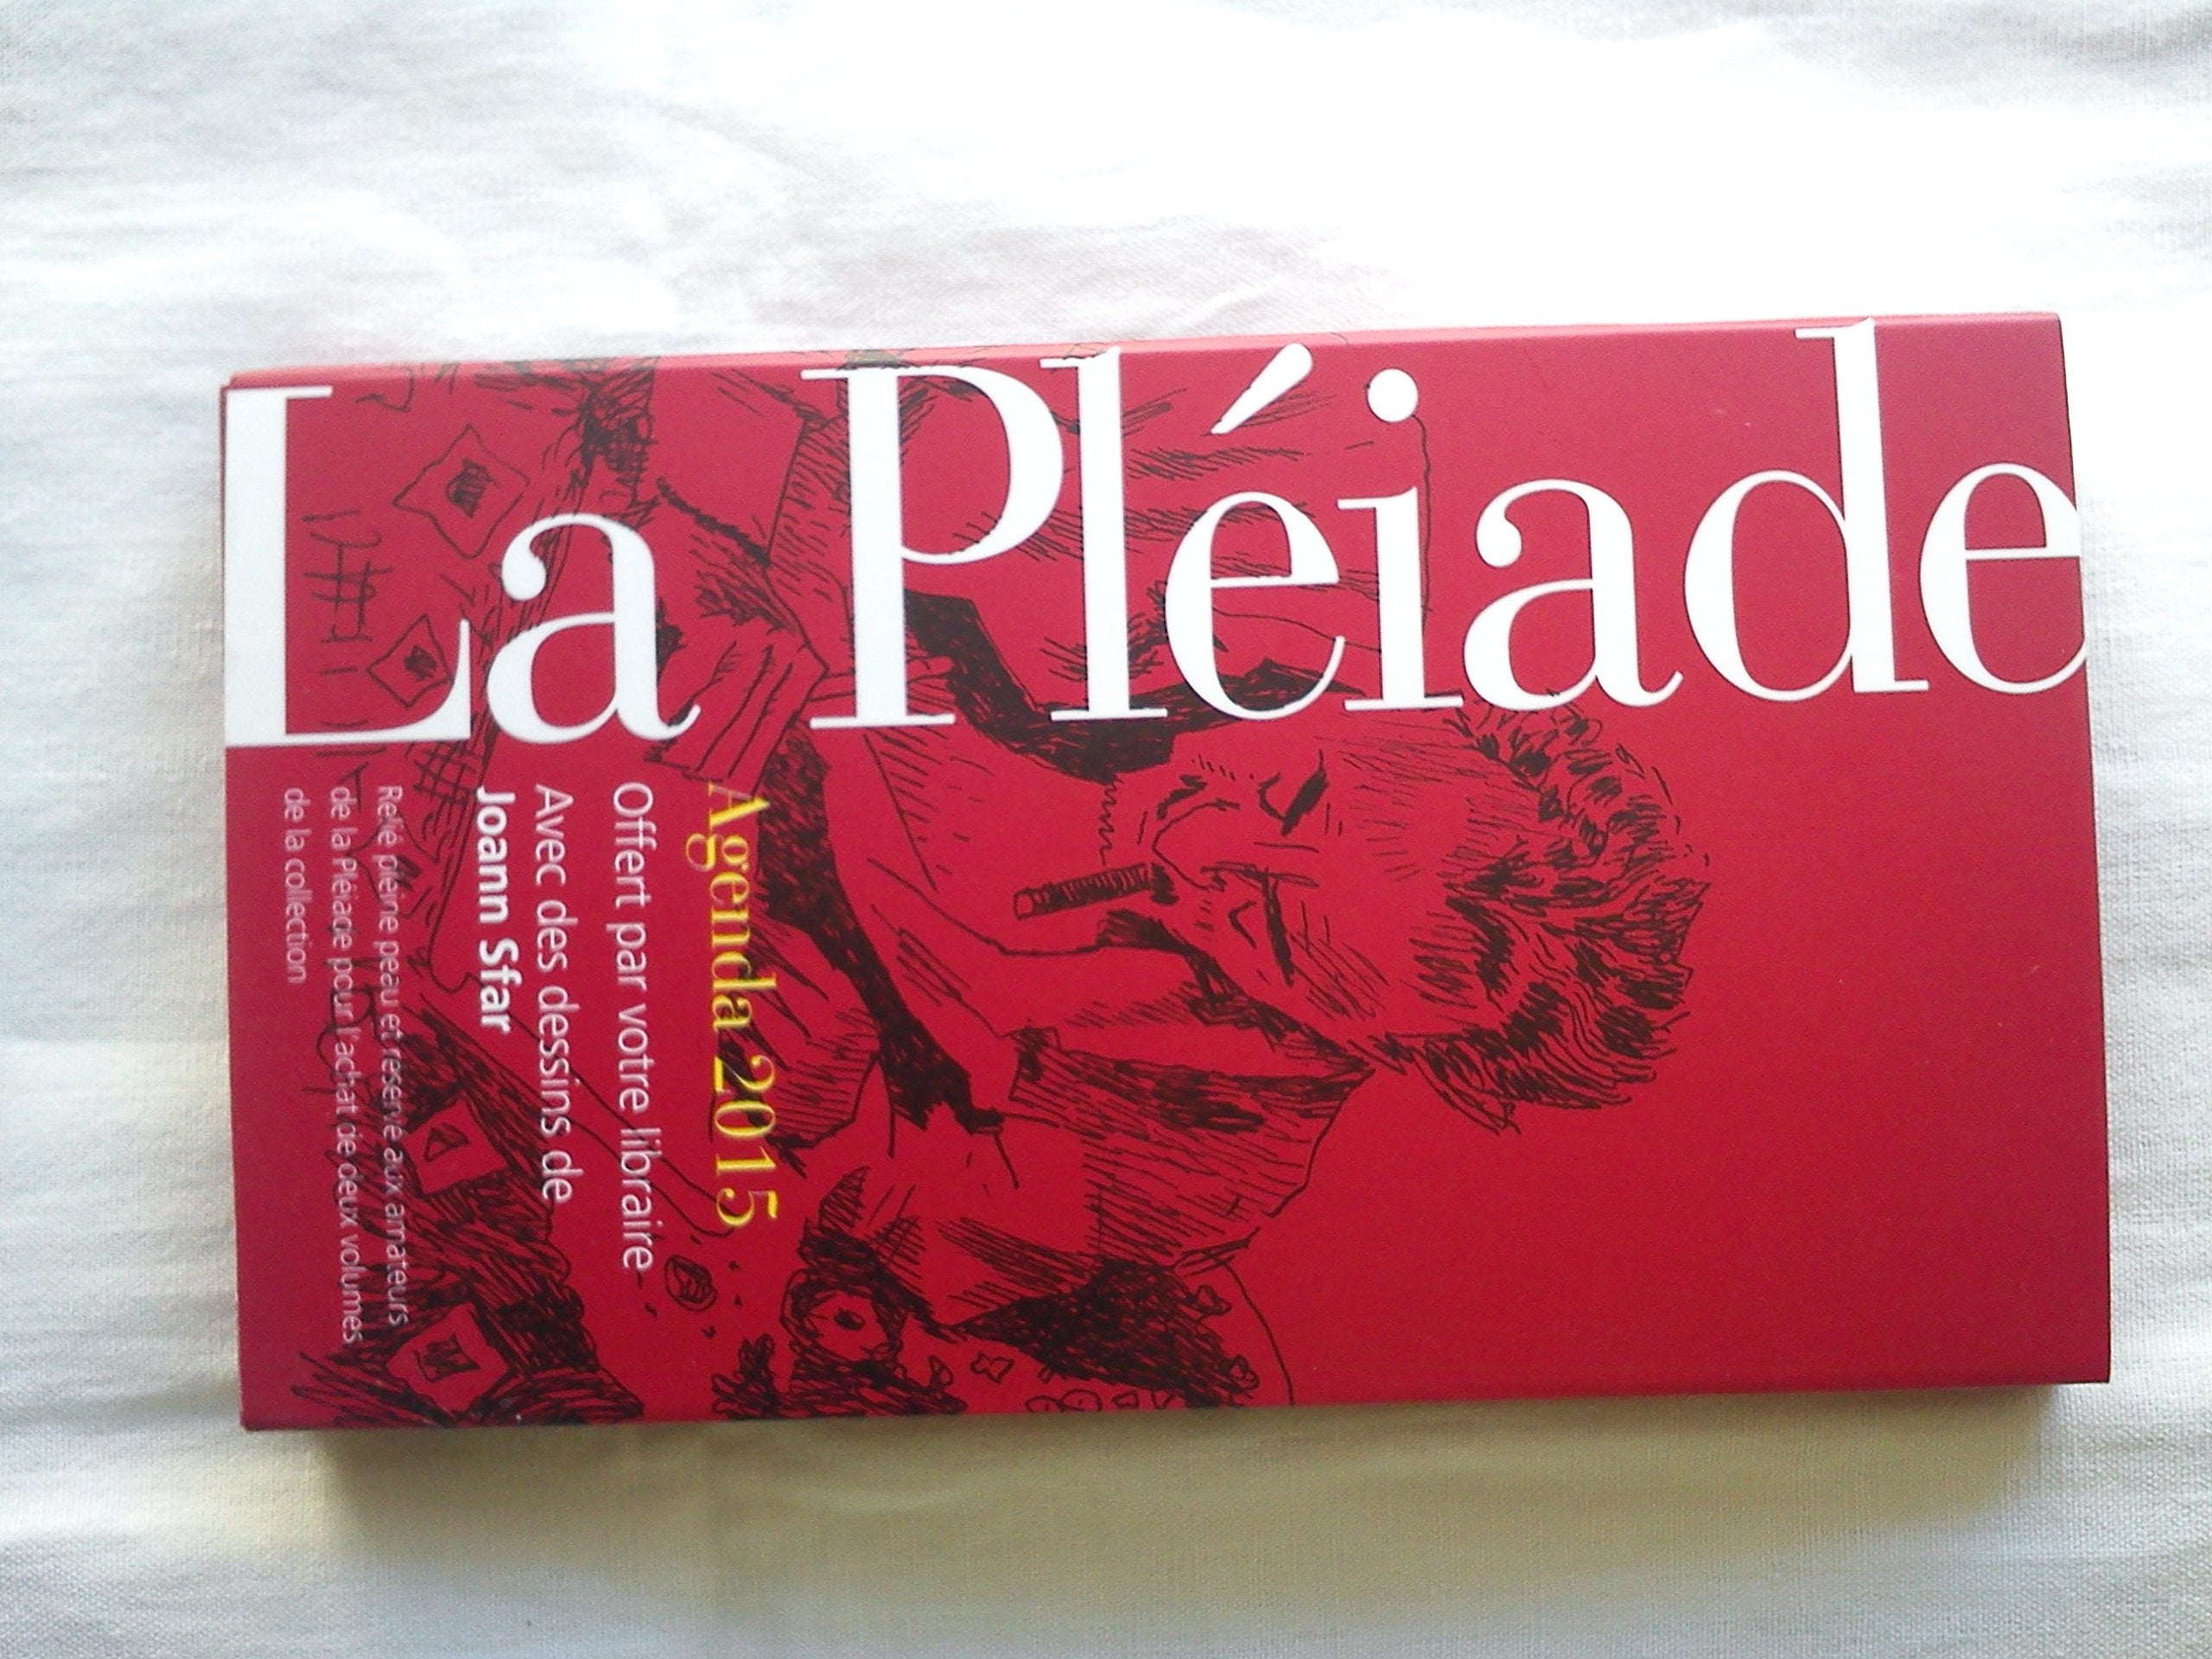 La Pléiade
Agenda 2015
Offert par votre libraire
Avec des dessins de
Joann Sfar
Relié pleine peau et réservé aux amateurs
de la Pléiade pour l'achat de deux volumes
de la collection